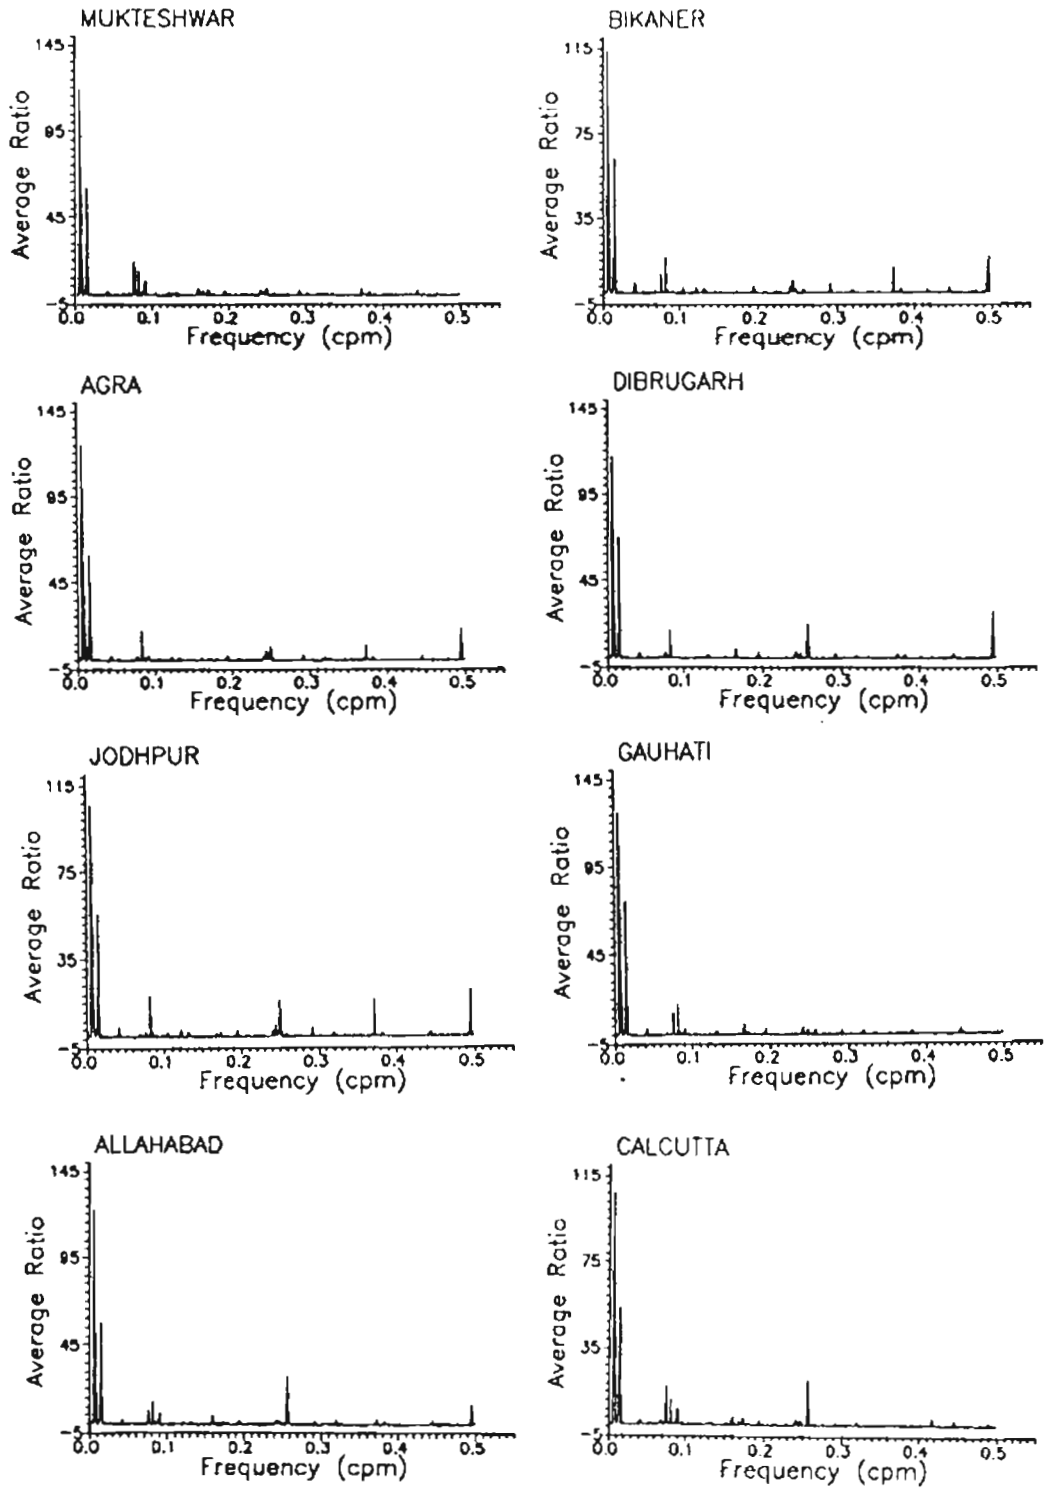 MUKTESHWAR
145
95
45
-5
Average Ratio
0.0 0.1 0.2 0.3 0.4 0.5
Frequency (cpm)
BIKANER
115
75
35
-5
Average Ratio
0.0 0.1 0.2 0.3 0.4 0.5
Frequency (cpm)
AGRA
145
95
45
-5
Average Ratio
0.0 0.1 0.2 0.3 0.4 0.5
Frequency (cpm)
DIBRUGARH
145
95
45
-5
Average Ratio
0.0 0.1 0.2 0.3 0.4 0.5
Frequency (cpm)
JODHPUR
115
75
35
-5
Average Ratio
0.0 0.1 0.2 0.3 0.4 0.5
Frequency (cpm)
GAUHATI
145
95
45
-5
Average Ratio
0.0 0.1 0.2 0.3 0.4 0.5
Frequency (cpm)
ALLAHABAD
145
95
45
-5
Average Ratio
0.0 0.1 0.2 0.3 0.4 0.5
Frequency (cpm)
CALCUTTA
115
75
35
-5
Average Ratio
0.0 0.1 0.2 0.3 0.4 0.5
Frequency (cpm)